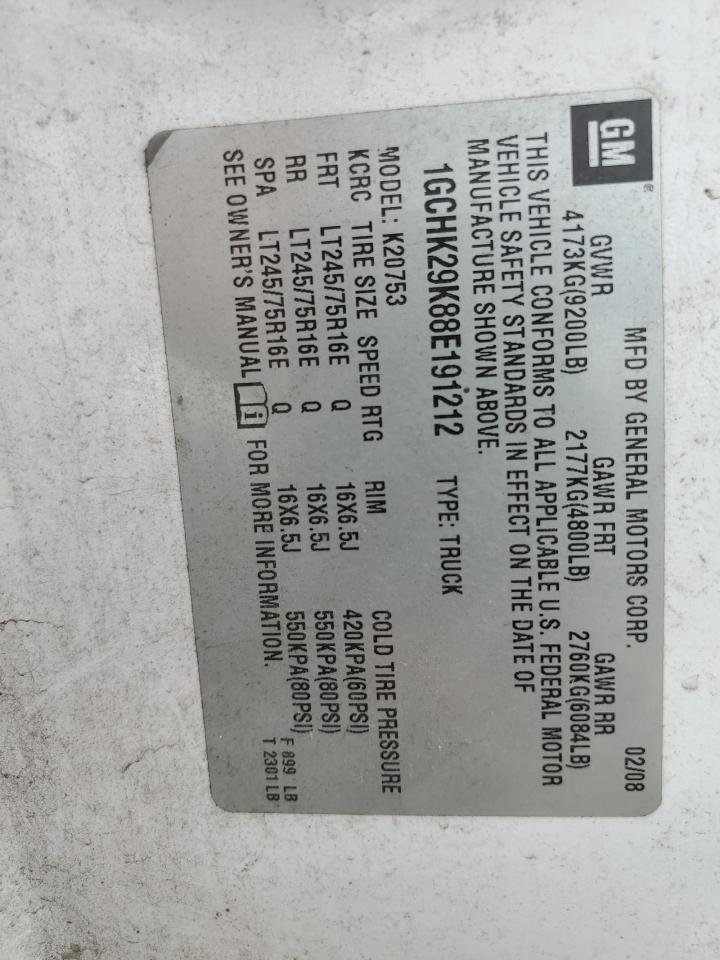 GM®
MFD BY GENERAL MOTORS CORP. 02/08
GVWR GAWR FRT GAWR RR
4173KG(9200LB) 2177KG(4800LB) 2760KG(6084LB)
THIS VEHICLE CONFORMS TO ALL APPLICABLE U.S. FEDERAL MOTOR
VEHICLE SAFETY STANDARDS IN EFFECT ON THE DATE OF
MANUFACTURE SHOWN ABOVE.
1GCHK29K88E191212 TYPE: TRUCK
MODEL: K20753
KCRC TIRE SIZE SPEED RTG RIM COLD TIRE PRESSURE
FRT LT245/75R16E Q 16X6.5J 420KPA(60PSI)
RR LT245/75R16E Q 16X6.5J 550KPA(80PSI)
SPA LT245/75R16E Q 16X6.5J 550KPA(80PSI)
SEE OWNER'S MANUAL i FOR MORE INFORMATION.
F 899 LB
T 2301 LB